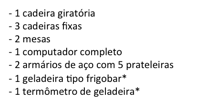 - 1 cadeira giratória
- 3 cadeiras fixas
- 2 mesas
- 1 computador completo
- 2 armários de aço com 5 prateleiras
- 1 geladeira tipo frigobar*
- 1 termômetro de geladeira*